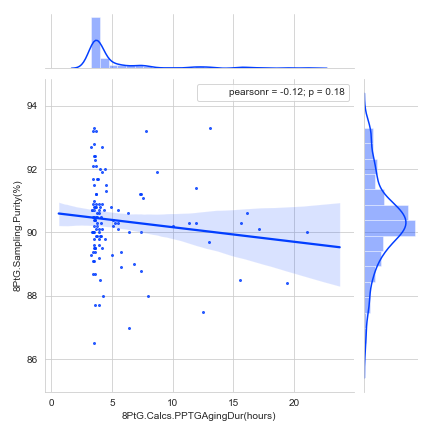 pearsonr = -0.12; p = 0.18
94
92
90
88
86
8PtG.Sampling.Purity(%)
0 5 10 15 20
8PtG.Calcs.PPTGAgingDur(hours)